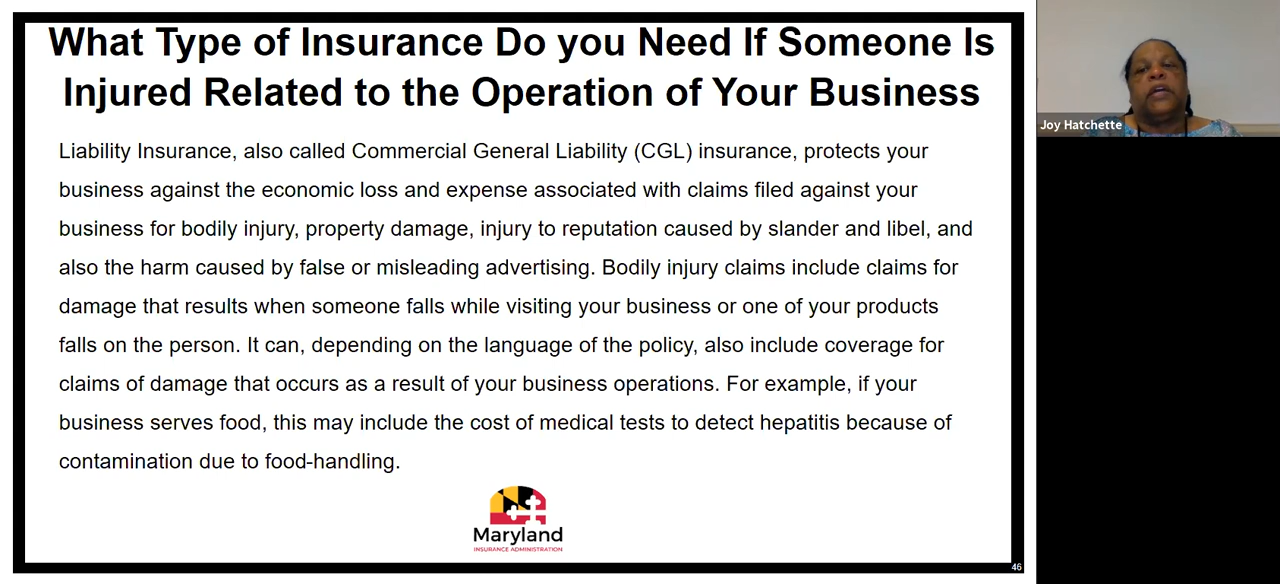 What Type of Insurance Do you Need If Someone Is
Injured Related to the Operation of Your Business
Liability Insurance, also called Commercial General Liability (CGL) insurance, protects your
business against the economic loss and expense associated with claims filed against your
business for bodily injury, property damage, injury to reputation caused by slander and libel, and
also the harm caused by false or misleading advertising. Bodily injury claims include claims for
damage that results when someone falls while visiting your business or one of your products
falls on the person. It can, depending on the language of the policy, also include coverage for
claims of damage that occurs as a result of your business operations. For example, if your
business serves food, this may include the cost of medical tests to detect hepatitis because of
contamination due to food-handling.
Maryland
INSURANCE ADMINISTRATION
46
Joy Hatchette